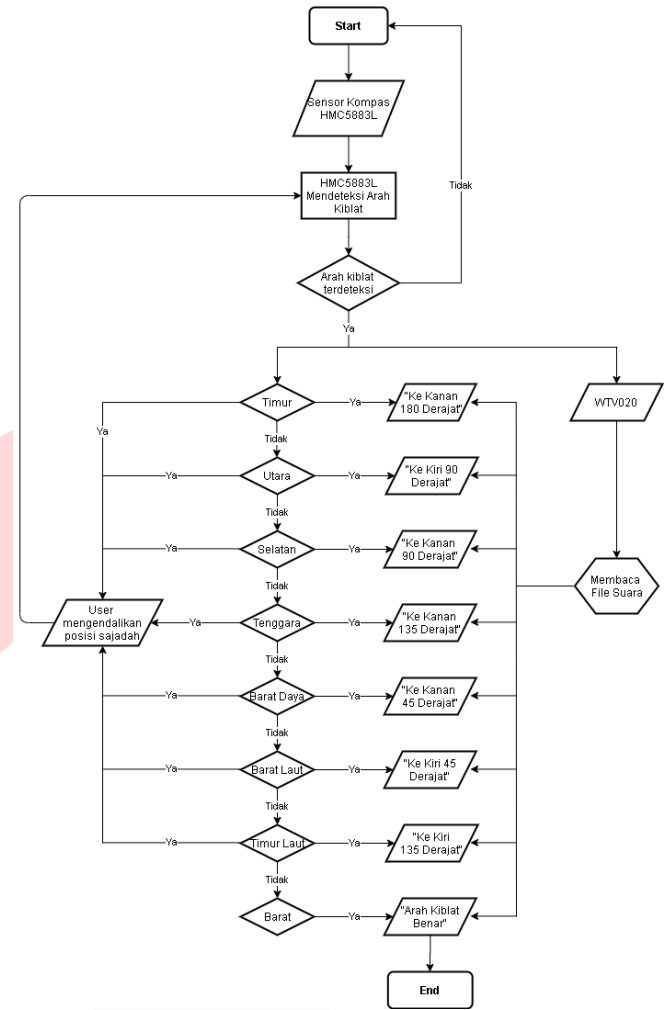 Start
Sensor Kompas
HMC5883L
Tidak
HMC5883L
Mendeteksi Arah
Kiblat
Arah kiblat
terdeteksi
Ya
Timur
Ya
"Ke Kanan
180 Derajat"
WTV020
Ya
Tidak
Ya
Utara
Ya
"Ke Kiri 90
Derajat"
Tidak
Ya
Selatan
Ya
"Ke Kanan
90 Derajat"
Membaca
File Suara
Tidak
User
mengendalikan
posisi sajadah
Ya
Tenggara
Ya
"Ke Kanan
135 Derajat"
Tidak
Ya
Barat Daya
Ya
"Ke Kanan
45 Derajat"
Tidak
Ya
Barat Laut
Ya
"Ke Kiri 45
Derajat"
Tidak
Ya
Timur Laut
Ya
"Ke Kiri
135 Derajat"
Tidak
Barat
Ya
"Arah Kiblat
Benar"
End